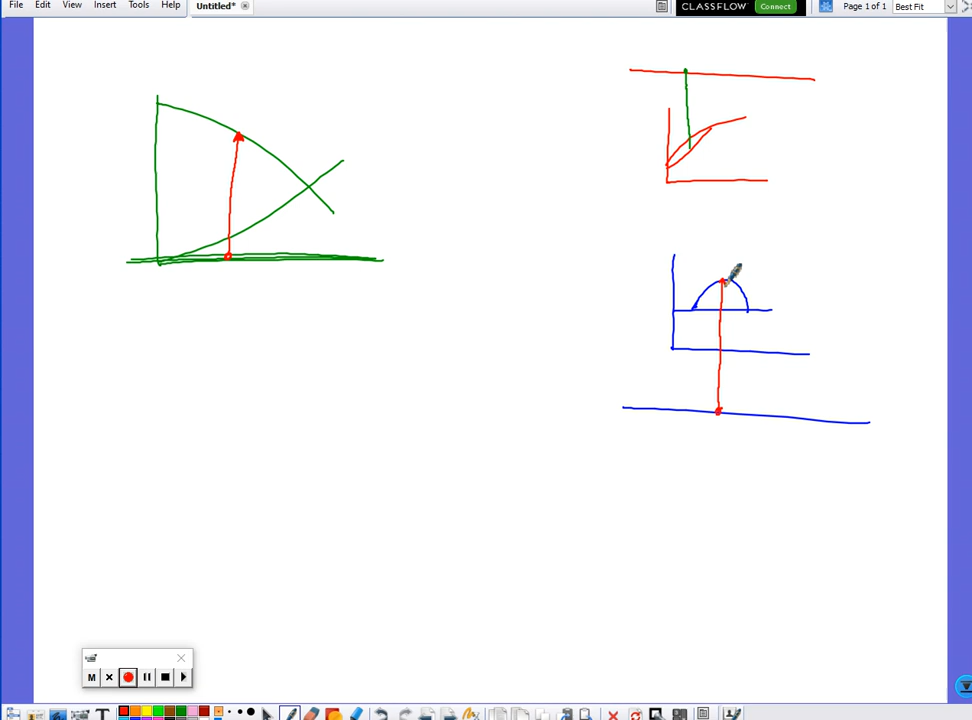 File Edit View Insert Tools Help
Untitled*
CLASSFLOW Connect
Page 1 of 1
Best Fit
M
T